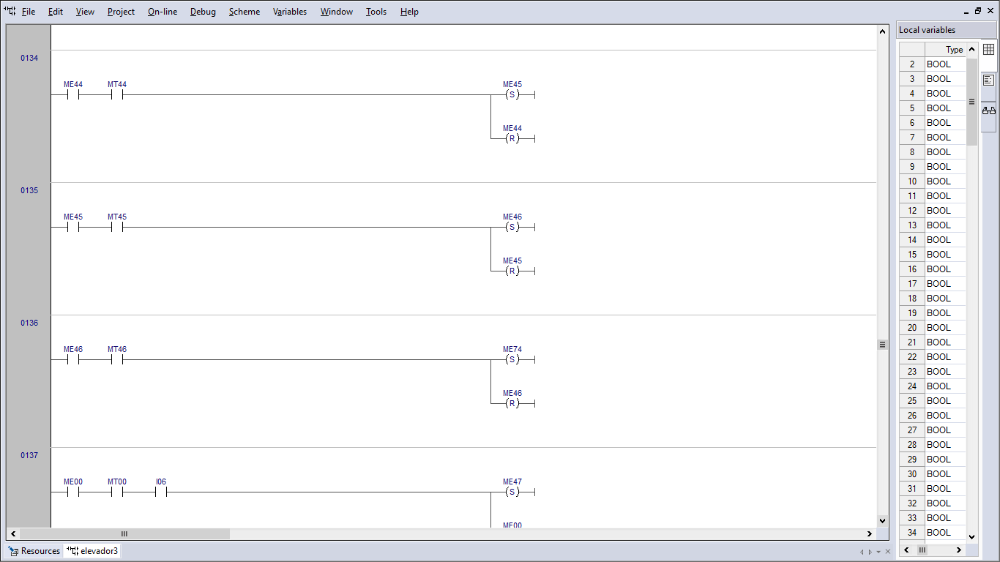 File Edit View Project On-line Debug Scheme Variables Window Tools Help
Local variables
Type
0134
ME44 MT44 ME45
S
ME44
R
0135
ME45 MT45 ME46
S
ME45
R
0136
ME46 MT46 ME74
S
ME46
R
0137
ME00 MT00 I06 ME47
S
ME00
2 BOOL
3 BOOL
4 BOOL
5 BOOL
6 BOOL
7 BOOL
8 BOOL
9 BOOL
10 BOOL
11 BOOL
12 BOOL
13 BOOL
14 BOOL
15 BOOL
16 BOOL
17 BOOL
18 BOOL
19 BOOL
20 BOOL
21 BOOL
22 BOOL
23 BOOL
24 BOOL
25 BOOL
26 BOOL
27 BOOL
28 BOOL
29 BOOL
30 BOOL
31 BOOL
32 BOOL
33 BOOL
34 BOOL
Resources elevador3